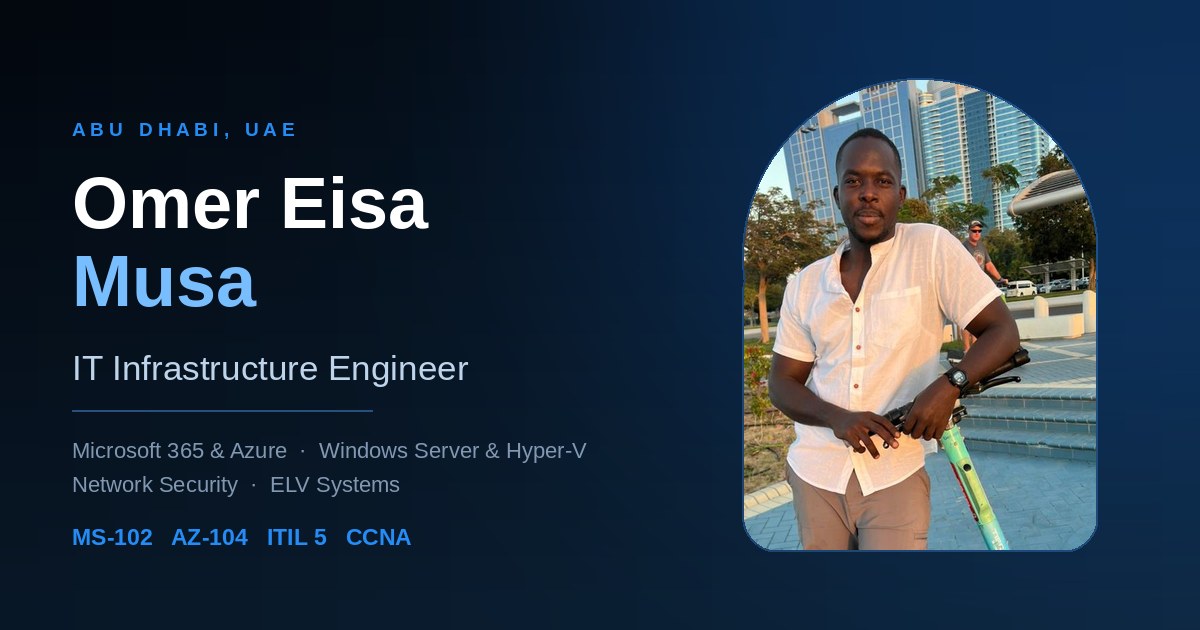 ABU DHABI, UAE
Omer Eisa
Musa
IT Infrastructure Engineer
Microsoft 365 & Azure · Windows Server & Hyper-V
Network Security · ELV Systems
MS-102 AZ-104 ITIL 5 CCNA